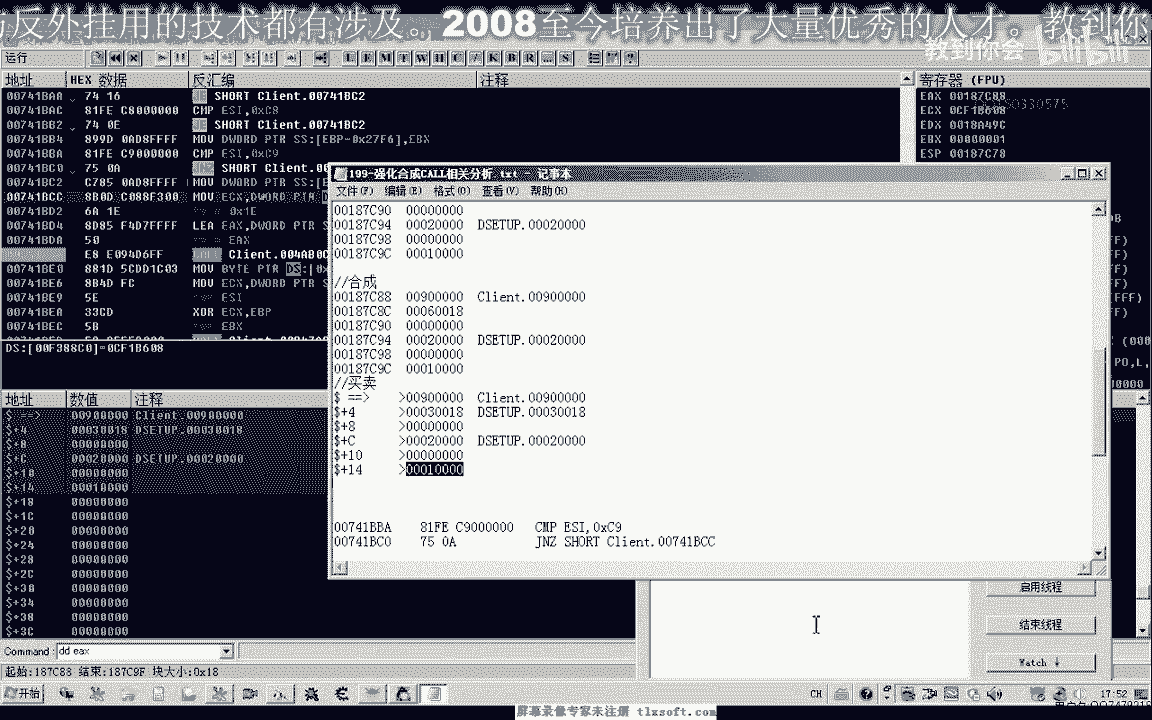 反外挂用的技术都有涉及。2008至今培养出了大量优秀的人才。教到你
教到你会 bilibili
运行
L E M T W H C / K B R ... S
地址 HEX 数据 反汇编 注释
寄存器 (FPU)
00741BAA 74 16 JE SHORT Client.00741BC2
00741BAC 81FE C8000000 CMP ESI,0xC8
00741BB2 74 0E JE SHORT Client.00741BC2
00741BB4 899D 0AD8FFFF MOV DWORD PTR SS:[EBP-0x27F6],EBX
00741BBA 81FE C9000000 CMP ESI,0xC9
00741BC0 75 0A JNZ SHORT Client.00
00741BC2 C785 0AD8FFFF MOV DWORD PTR SS:[E
00741BCC 8B0D C088F300 MOV ECX,DWORD PTR
00741BD2 6A 1E 0x1E
00741BD4 8D85 F4D7FFFF LEA EAX,DWORD PTR S
00741BDA 50 EAX
E8 E094D6FF Client.004AB0C
00741BE0 881D 5CDD1C03 MOV BYTE PTR DS:[0x
00741BE6 8B4D FC MOV ECX,DWORD PTR S
00741BE9 5E ESI
00741BEA 33CD XOR ECX,EBP
00741BEC 5B EBX
EAX 00187C88
ECX 0CF1B608
EDX 0018A49C
EBX 00000001
ESP 00187C78
DS:[00F388C0]=0CF1B608
地址 数值 注释
$ ==> 00900000 Client.00900000
$+4 00030018 DSETUP.00030018
$+8 00000000
$+C 00020000 DSETUP.00020000
$+10 00000000
$+14 00010000
$+18 00000000
$+1C 00000000
$+20 00000000
$+24 00000000
$+28 00000000
$+2C 00000000
$+30 00000000
$+34 00000000
$+38 00000000
$+3C 00000000
Command: dd eax
起始:187C88 结束:187C9F 块大小:0x18
199-强化合成CALL相关分析.txt - 记事本
文件(F) 编辑(E) 格式(O) 查看(V) 帮助(H)
00187C90 00000000
00187C94 00020000 DSETUP.00020000
00187C98 00000000
00187C9C 00010000
//合成
00187C88 00900000 Client.00900000
00187C8C 00060018
00187C90 00000000
00187C94 00020000 DSETUP.00020000
00187C98 00000000
00187C9C 00010000
//买卖
$ ==> >00900000 Client.00900000
$+4 >00030018 DSETUP.00030018
$+8 >00000000
$+C >00020000 DSETUP.00020000
$+10 >00000000
$+14 >00010000
00741BBA 81FE C9000000 CMP ESI,0xC9
00741BC0 75 0A JNZ SHORT Client.00741BCC
启用线程
结束线程
Watch ↓
开始
CH
17:52
屏幕录像专家未注册 tlxsoft.com